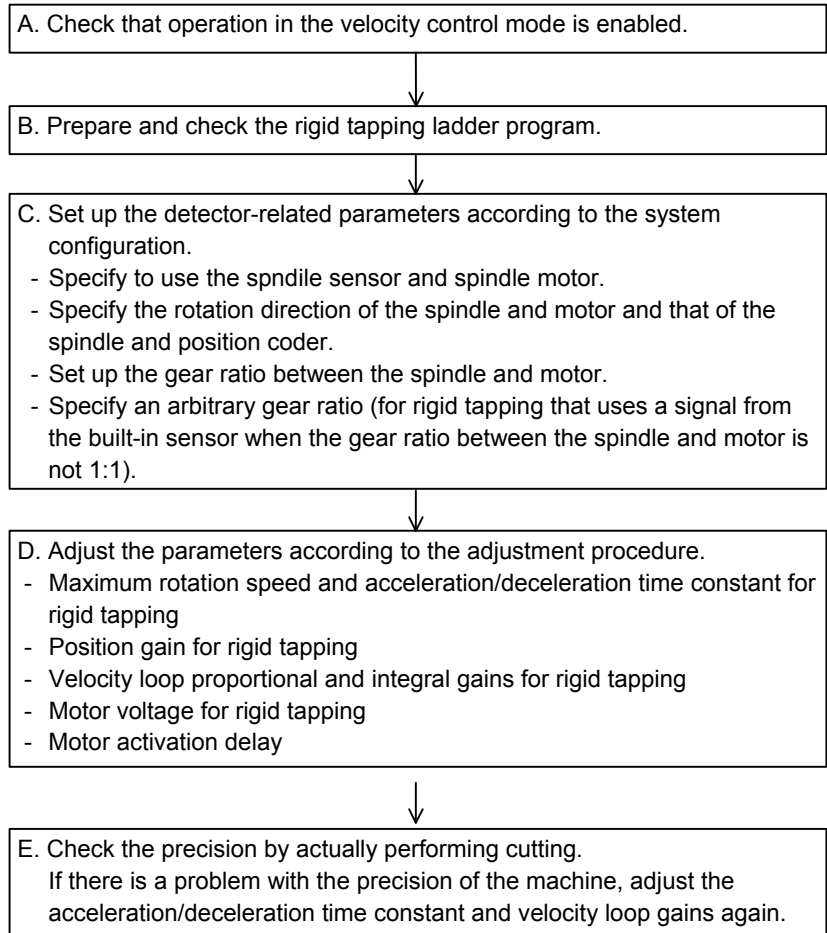 A. Check that operation in the velocity control mode is enabled.
B. Prepare and check the rigid tapping ladder program.
C. Set up the detector-related parameters according to the system
configuration.
- Specify to use the spndile sensor and spindle motor.
- Specify the rotation direction of the spindle and motor and that of the
spindle and position coder.
- Set up the gear ratio between the spindle and motor.
- Specify an arbitrary gear ratio (for rigid tapping that uses a signal from
the built-in sensor when the gear ratio between the spindle and motor is
not 1:1).
D. Adjust the parameters according to the adjustment procedure.
- Maximum rotation speed and acceleration/deceleration time constant for
rigid tapping
- Position gain for rigid tapping
- Velocity loop proportional and integral gains for rigid tapping
- Motor voltage for rigid tapping
- Motor activation delay
E. Check the precision by actually performing cutting.
If there is a problem with the precision of the machine, adjust the
acceleration/deceleration time constant and velocity loop gains again.